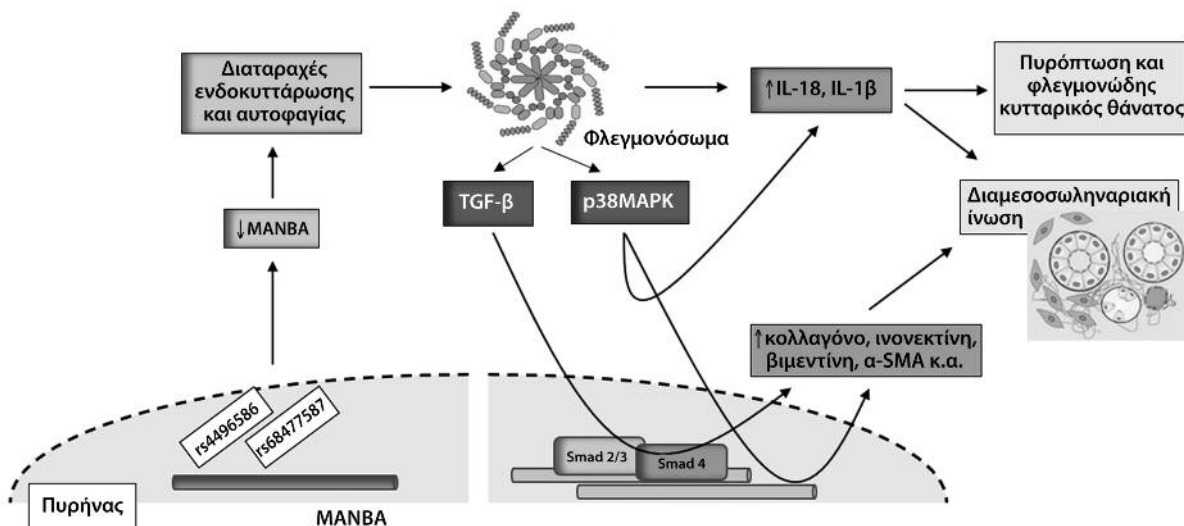 Διαταραχές
ενδοκυττάρωσης
και αυτοφαγίας
Φλεγμονόσωμα
↑IL-18, IL-1β
Πυρόπτωση και
φλεγμονώδης
κυτταρικός θάνατος
TGF-β
p38MAPK
Διαμεσοσωληναριακή
ίνωση
↓MANBA
↑κολλαγόνο, ινονεκτίνη,
βιμεντίνη, α-SMA κ.α.
rs4496586
rs68477587
Smad 2/3
Smad 4
Πυρήνας
MANBA